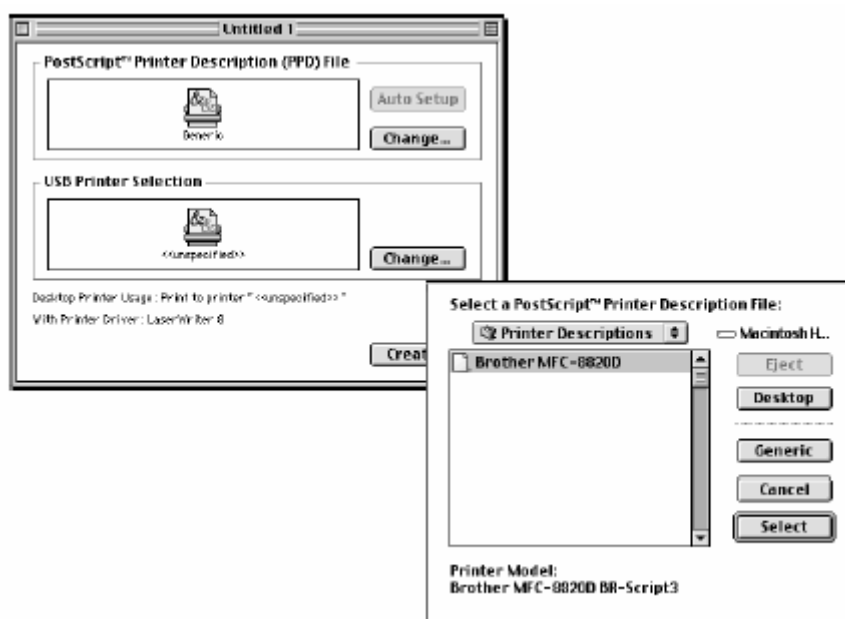 Untitled 1
PostScript™ Printer Description (PPD) File
Generic
Auto Setup
Change...
USB Printer Selection
<<unspecified>>
Change...
Desktop Printer Usage: Print to printer "<<unspecified>>"
With Printer Driver: LaserWriter 8
Creat
Select a PostScript™ Printer Description File:
Printer Descriptions
Macintosh H...
Brother MFC-8820D
Eject
Desktop
Generic
Cancel
Select
Printer Model:
Brother MFC-8820D BR-Script3